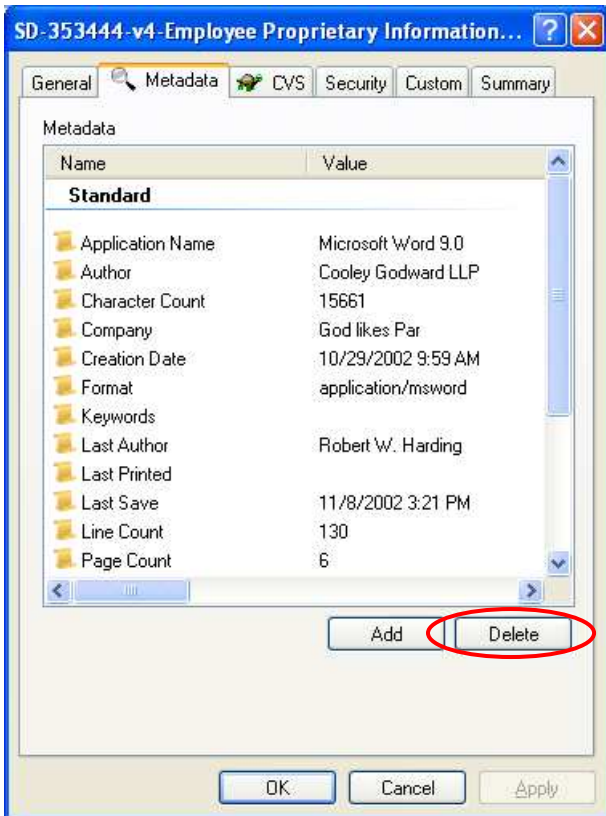 SD-353444-v4-Employee Proprietary Information...
General Metadata CVS Security Custom Summary
Metadata
Name Value
Standard
Application Name Microsoft Word 9.0
Author Cooley Godward LLP
Character Count 15661
Company God likes Par
Creation Date 10/29/2002 9:59 AM
Format application/msword
Keywords
Last Author Robert W. Harding
Last Printed
Last Save 11/8/2002 3:21 PM
Line Count 130
Page Count 6
Add Delete
OK Cancel Apply